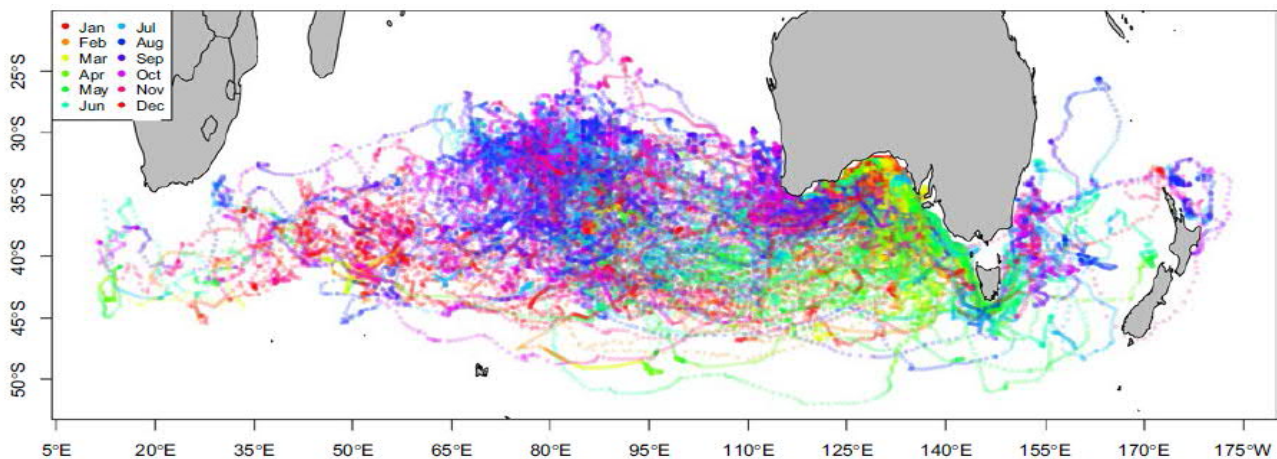 Jan Jul
Feb Aug
Mar Sep
Apr Oct
May Nov
Jun Dec
25°S
30°S
35°S
40°S
45°S
50°S
5°E 20°E 35°E 50°E 65°E 80°E 95°E 110°E 125°E 140°E 155°E 170°E 175°W